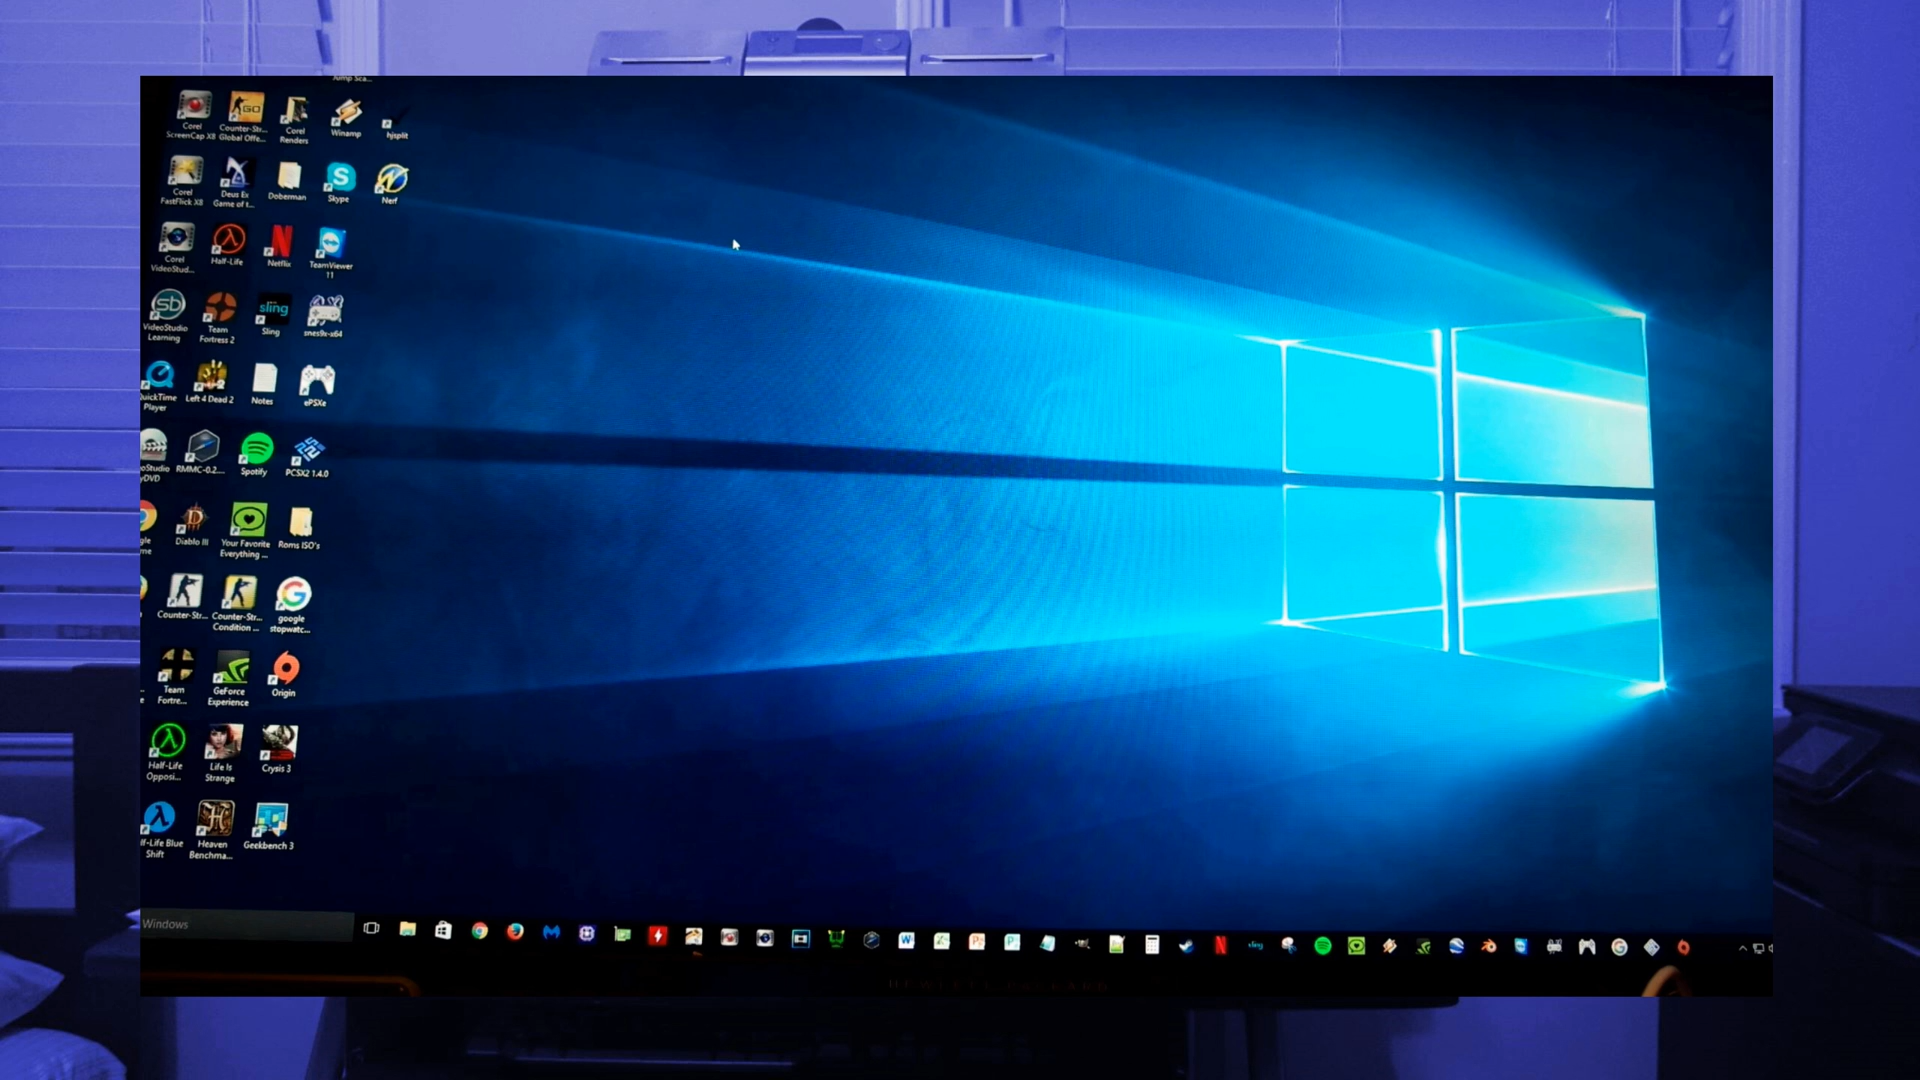 Corel
ScreenCap X8
Counter-Str...
Global Offe...
Corel
Renders
Winamp
hjsplit
Corel
FastFlick X8
Deus Ex
Game of t...
Doberman
Skype
Nerf
Corel
VideoStud...
Half-Life
Netflix
TeamViewer
11
VideoStudio
Learning
Team
Fortress 2
sling
Sling
snes9x-x64
QuickTime
Player
Left 4 Dead 2
Notes
ePSXe
RMMC-0.2....
Spotify
PCSX2 1.4.0
Diablo III
Your Favorite
Everything ...
Roms ISO's
Counter-Str...
Counter-Str...
Condition ...
google
stopwatc...
Team
Fortre...
GeForce
Experience
Origin
Half-Life
Opposi...
Life Is
Strange
Crysis 3
lf-Life Blue
Shift
Heaven
Benchma...
Geekbench 3
Windows